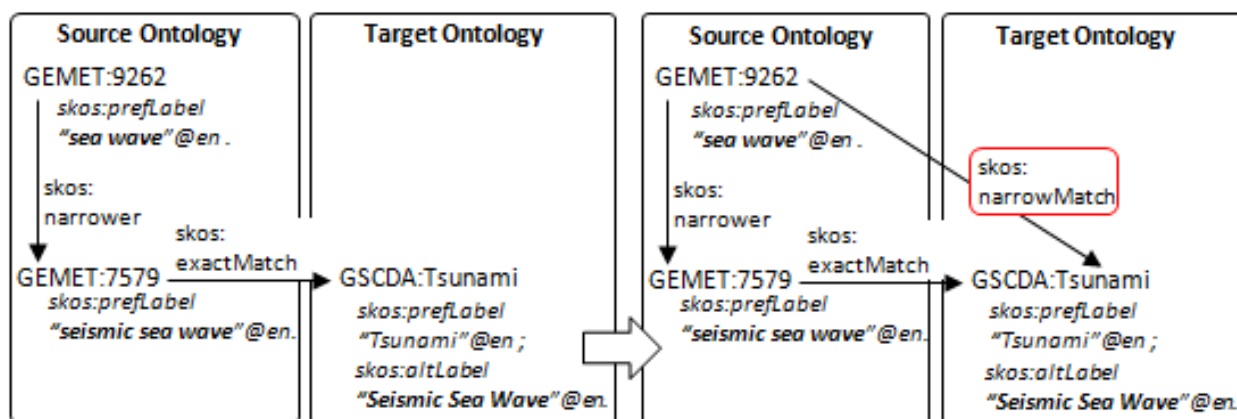 Source Ontology
GEMET:9262
skos:prefLabel
“sea wave”@en .
skos:
narrower
GEMET:7579
skos:prefLabel
“seismic sea wave”@en.
skos:
exactMatch
Target Ontology
GSCDA:Tsunami
skos:prefLabel
“Tsunami”@en ;
skos:altLabel
“Seismic Sea Wave”@en.
Source Ontology
GEMET:9262
skos:prefLabel
“sea wave”@en .
skos:
narrower
GEMET:7579
skos:prefLabel
“seismic sea wave”@en.
skos:
exactMatch
Target Ontology
skos:
narrowMatch
GSCDA:Tsunami
skos:prefLabel
“Tsunami”@en ;
skos:altLabel
“Seismic Sea Wave”@en.